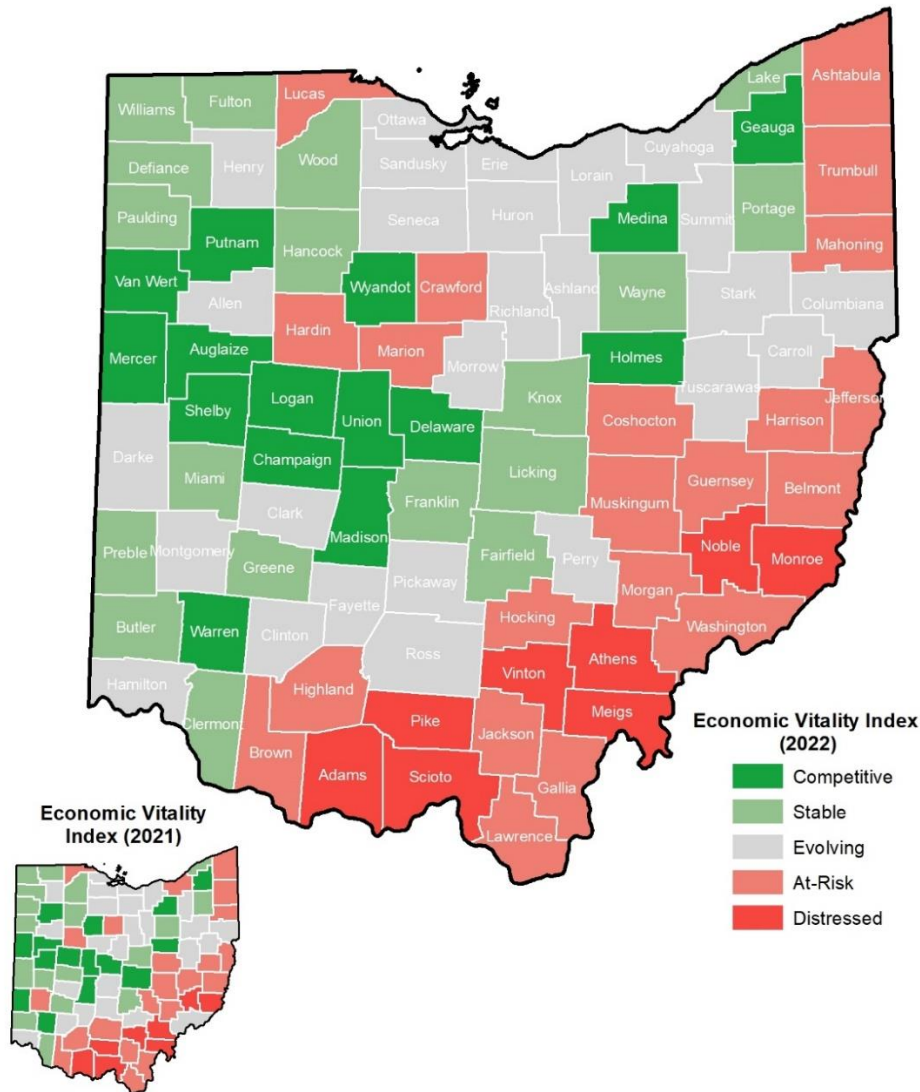 Williams
Fulton
Lucas
Ottawa
Lake
Ashtabula
Geauga
Cuyahoga
Defiance
Henry
Wood
Sandusky
Erie
Lorain
Trumbull
Paulding
Putnam
Hancock
Seneca
Huron
Medina
Summit
Portage
Mahoning
Van Wert
Allen
Wyandot
Crawford
Richland
Ashland
Wayne
Stark
Columbiana
Mercer
Auglaize
Hardin
Marion
Morrow
Holmes
Tuscarawas
Carroll
Jefferson
Shelby
Logan
Union
Delaware
Knox
Coshocton
Harrison
Darke
Miami
Champaign
Licking
Guernsey
Belmont
Clark
Madison
Franklin
Muskingum
Noble
Monroe
Preble
Montgomery
Greene
Pickaway
Fairfield
Perry
Morgan
Washington
Fayette
Hocking
Butler
Warren
Clinton
Ross
Vinton
Athens
Hamilton
Clermont
Highland
Pike
Jackson
Meigs
Brown
Adams
Scioto
Gallia
Lawrence
Economic Vitality Index
(2022)
Competitive
Stable
Evolving
At-Risk
Distressed
Economic Vitality
Index (2021)